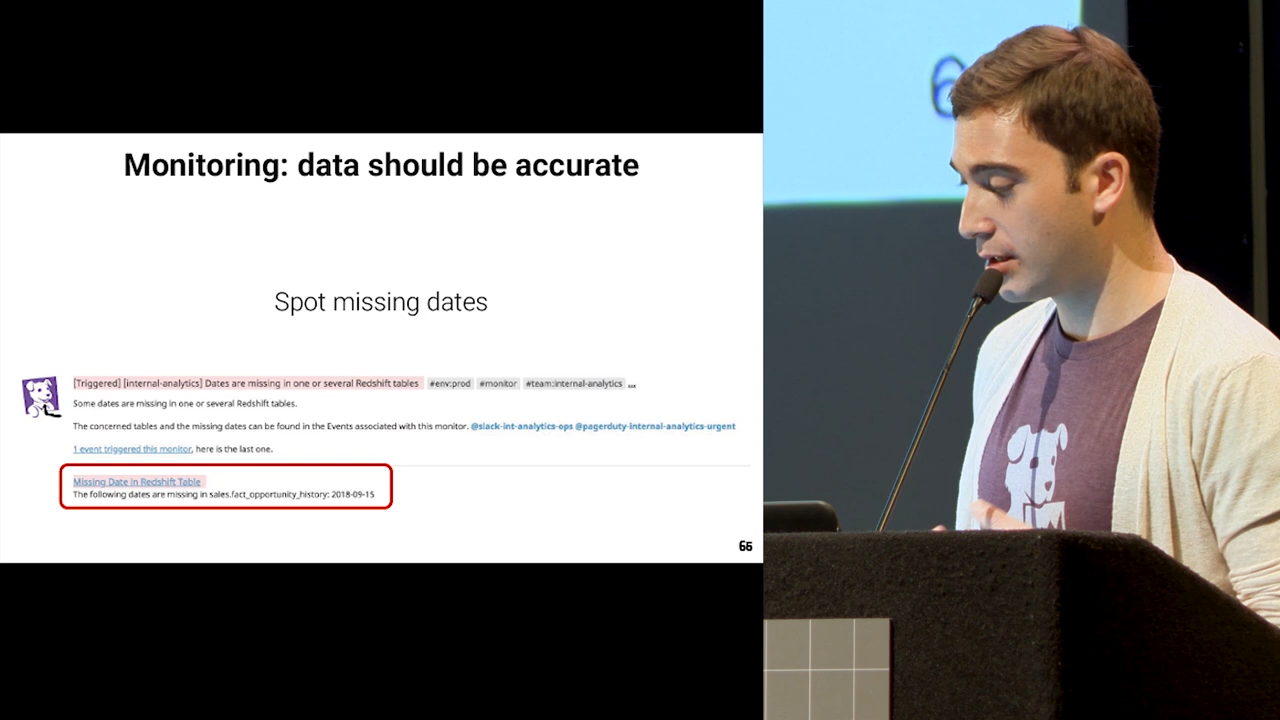 Monitoring: data should be accurate
Spot missing dates
[Triggered] [internal-analytics] Dates are missing in one or several Redshift tables #env:prod #monitor #team:internal-analytics ...
Some dates are missing in one or several Redshift tables.
The concerned tables and the missing dates can be found in the Events associated with this monitor. @slack-int-analytics-ops @pagerduty-internal-analytics-urgent
1 event triggered this monitor, here is the last one.
Missing Date in Redshift Table
The following dates are missing in sales.fact_opportunity_history: 2018-09-15